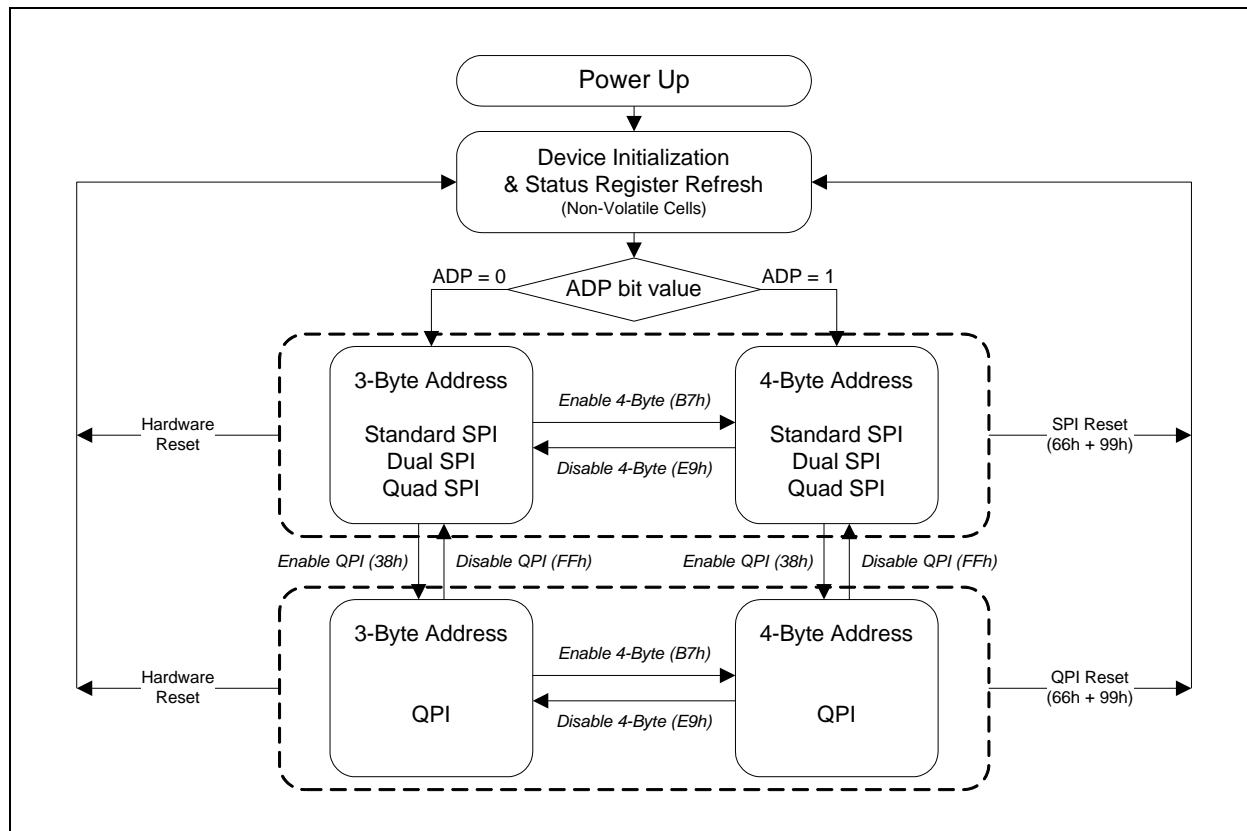 Power Up
Device Initialization
& Status Register Refresh
(Non-Volatile Cells)
ADP = 0
ADP bit value
ADP = 1
3-Byte Address
Standard SPI
Dual SPI
Quad SPI
Enable 4-Byte (B7h)
Disable 4-Byte (E9h)
4-Byte Address
Standard SPI
Dual SPI
Quad SPI
Hardware
Reset
SPI Reset
(66h + 99h)
Enable QPI (38h)
Disable QPI (FFh)
Enable QPI (38h)
Disable QPI (FFh)
3-Byte Address
QPI
Enable 4-Byte (B7h)
Disable 4-Byte (E9h)
4-Byte Address
QPI
Hardware
Reset
QPI Reset
(66h + 99h)